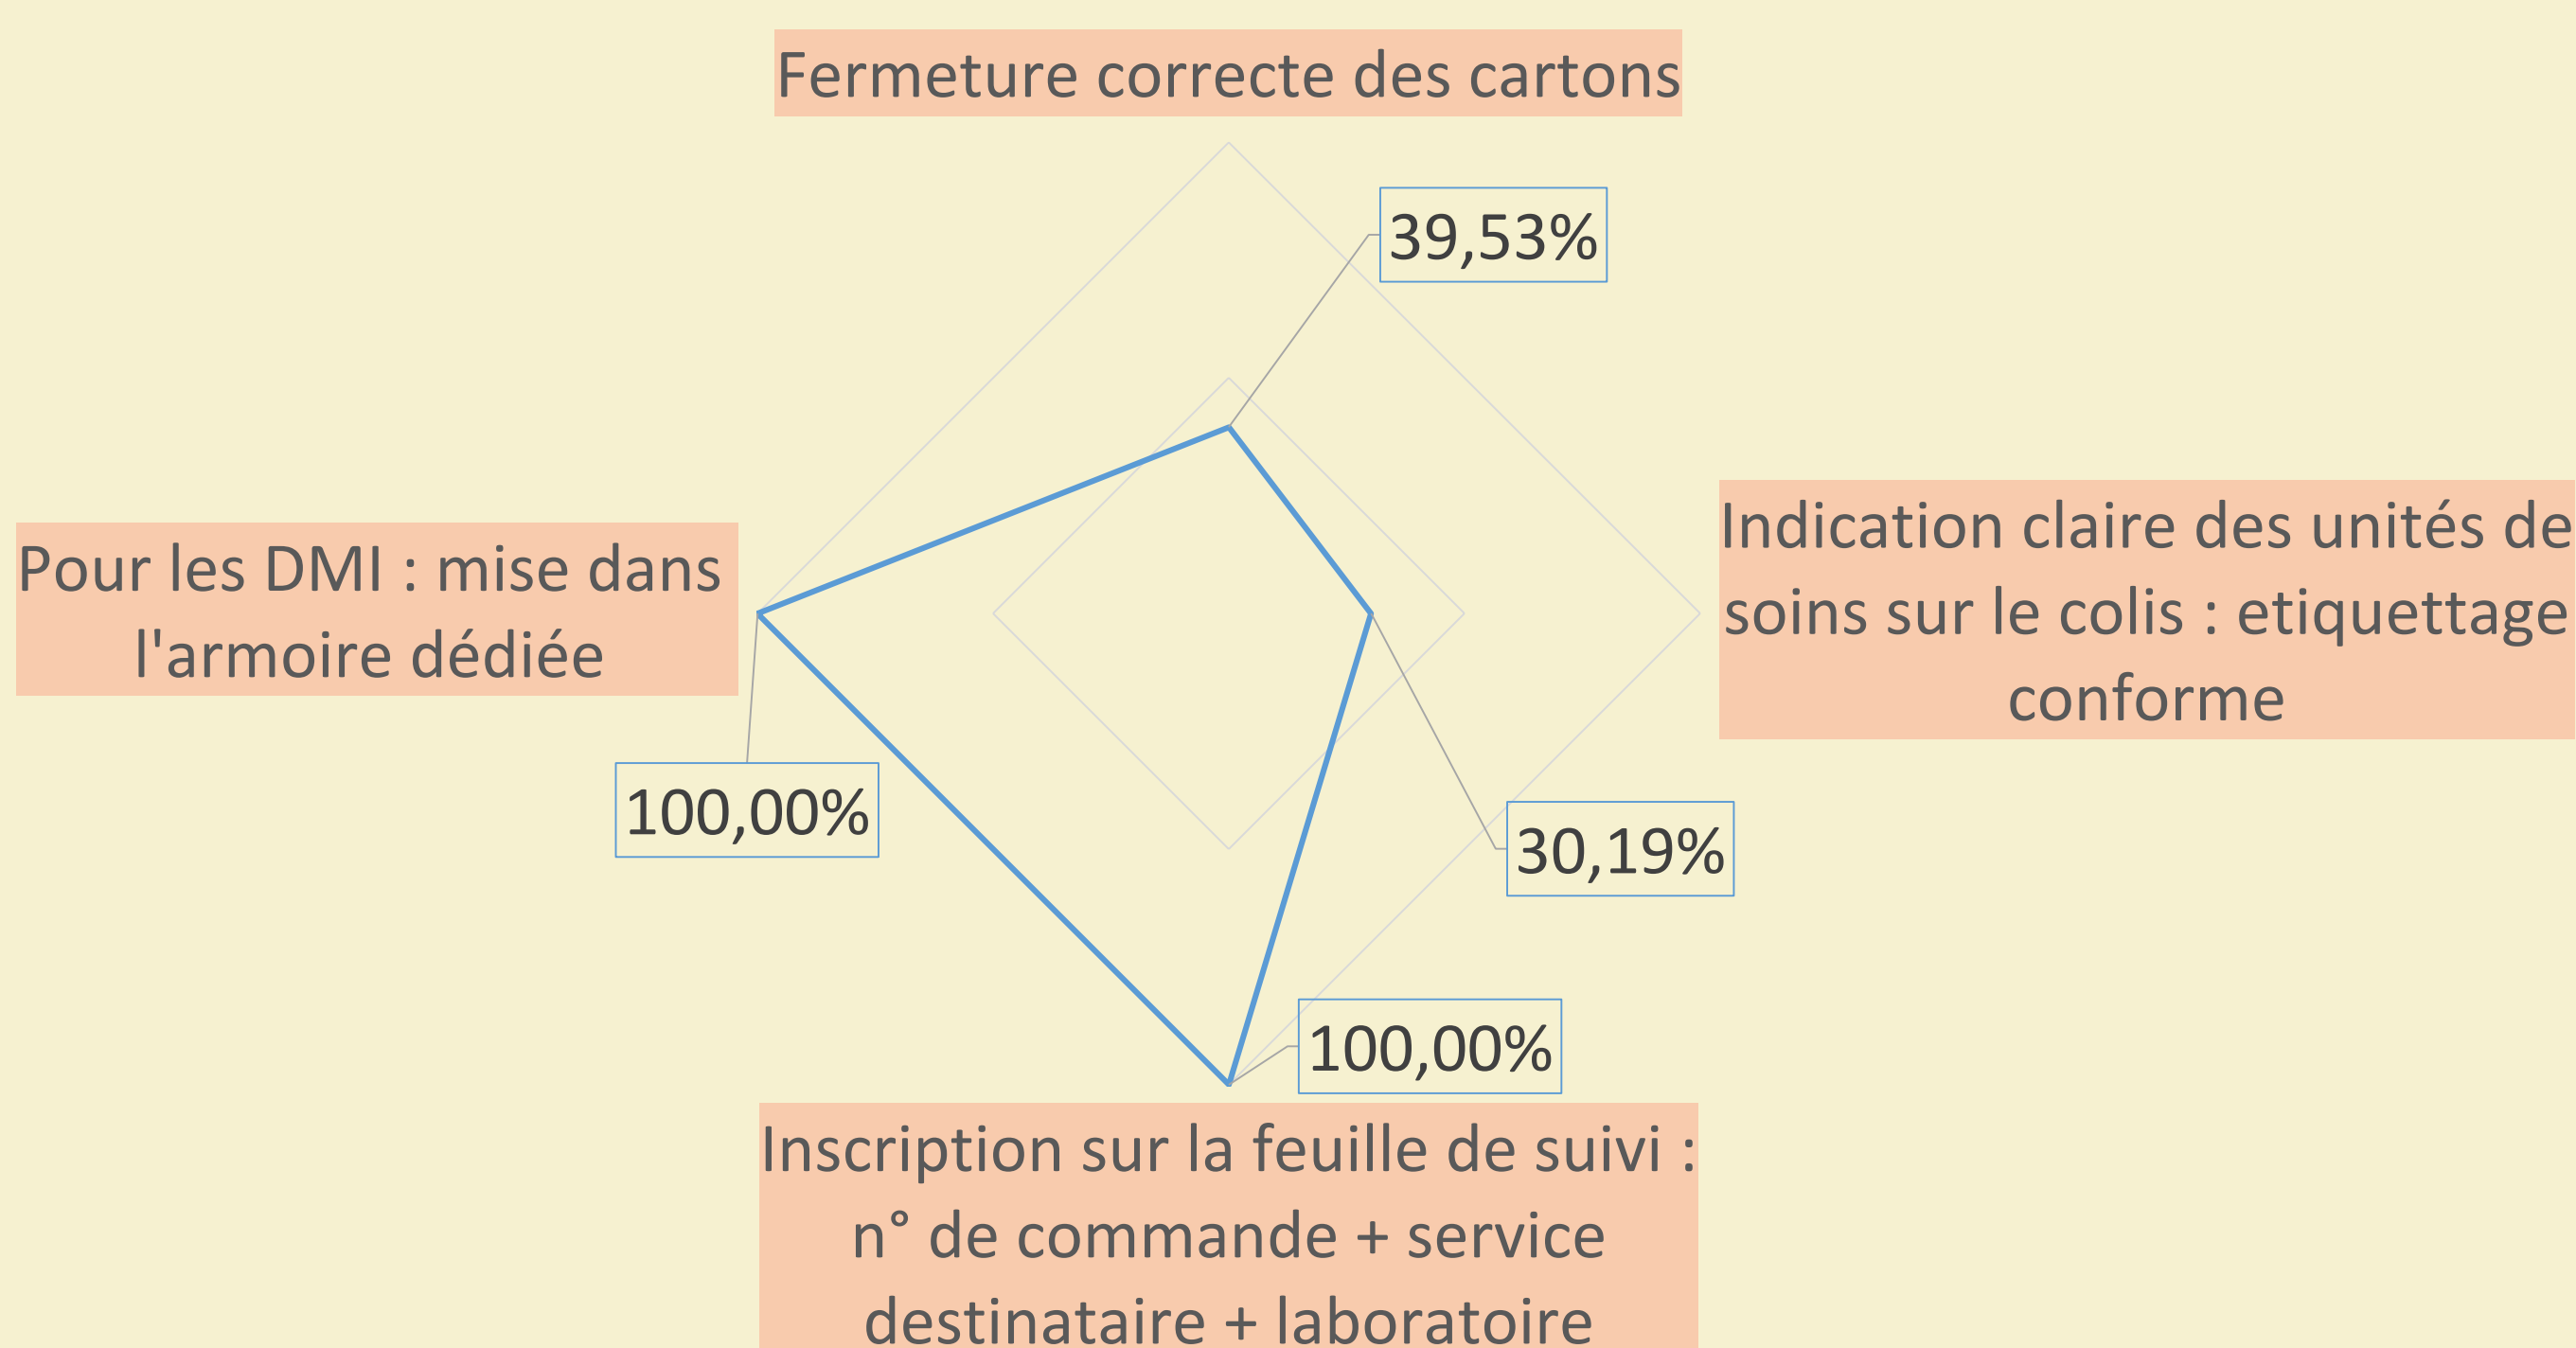 Fermeture correcte des cartons
39,53%
Indication claire des unités de
soins sur le colis : etiquettage
conforme
Pour les DMI : mise dans
l'armoire dédiée
100,00%
30,19%
100,00%
Inscription sur la feuille de suivi :
n° de commande + service
destinataire + laboratoire